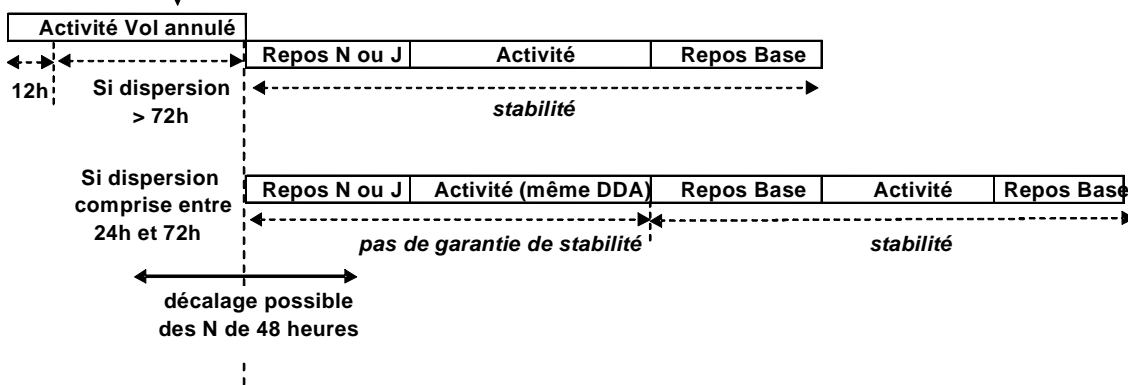 Activité Vol annulé
Repos N ou J Activité Repos Base
12h Si dispersion
> 72h
stabilité
Si dispersion
comprise entre
24h et 72h
Repos N ou J Activité (même DDA) Repos Base Activité Repos Base
pas de garantie de stabilité stabilité
décalage possible
des N de 48 heures